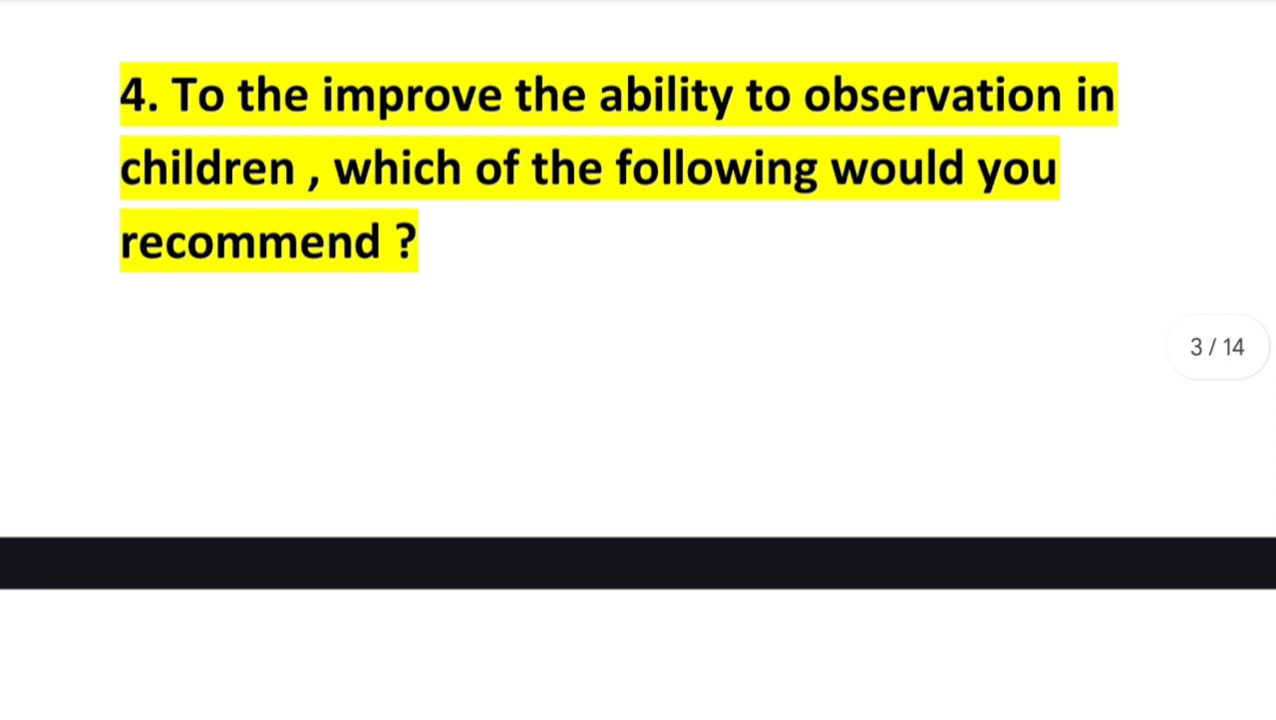 4. To the improve the ability to observation in
children , which of the following would you
recommend ?
3 / 14